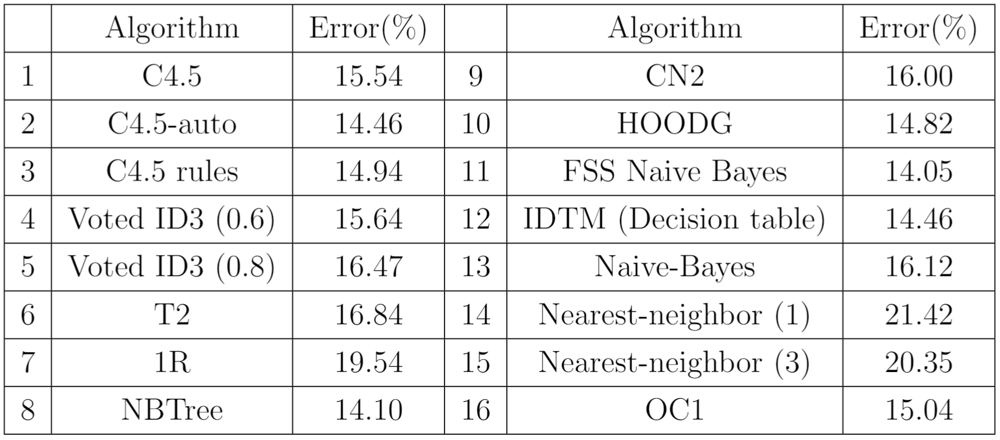 Algorithm Error(%) Algorithm Error(%)
1 C4.5 15.54 9 CN2 16.00
2 C4.5-auto 14.46 10 HOODG 14.82
3 C4.5 rules 14.94 11 FSS Naive Bayes 14.05
4 Voted ID3 (0.6) 15.64 12 IDTM (Decision table) 14.46
5 Voted ID3 (0.8) 16.47 13 Naive-Bayes 16.12
6 T2 16.84 14 Nearest-neighbor (1) 21.42
7 1R 19.54 15 Nearest-neighbor (3) 20.35
8 NBTree 14.10 16 OC1 15.04